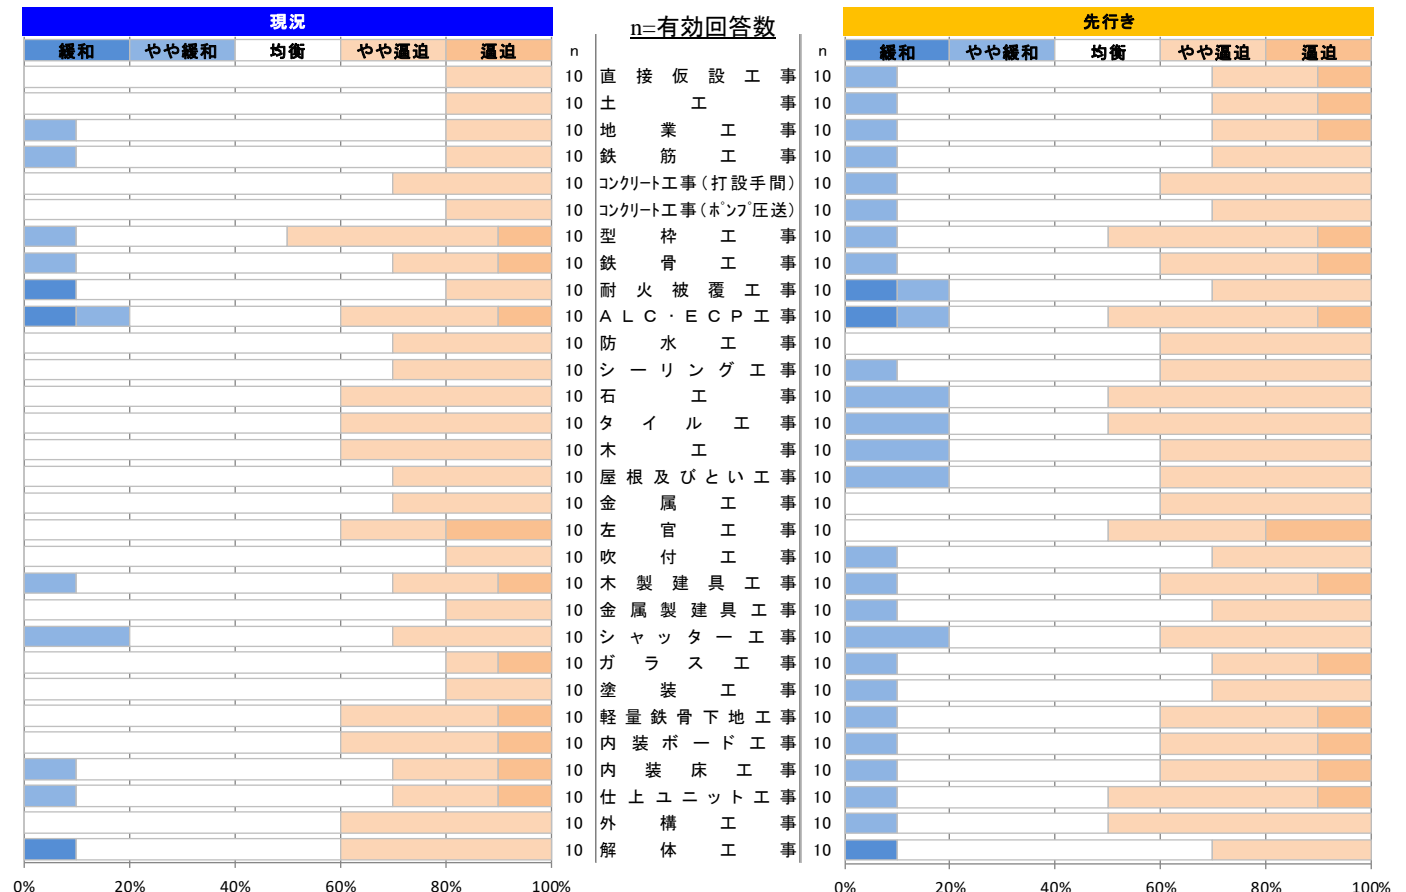 現況
n=有効回答数
先行き
緩和 やや緩和 均衡 やや逼迫 逼迫
n
n
緩和 やや緩和 均衡 やや逼迫 逼迫
10 直接仮設工事 10
10 土工事 10
10 地業工事 10
10 鉄筋工事 10
10 コンクリート工事(打設手間) 10
10 コンクリート工事(ポンプ圧送) 10
10 型枠工事 10
10 鉄骨工事 10
10 耐火被覆工事 10
10 ALC・ECP工事 10
10 防水工事 10
10 シーリング工事 10
10 石工事 10
10 タイル工事 10
10 木工事 10
10 屋根及びとい工事 10
10 金属工事 10
10 左官工事 10
10 吹付工事 10
10 木製建具工事 10
10 金属製建具工事 10
10 シャッター工事 10
10 ガラス工事 10
10 塗装工事 10
10 軽量鉄骨下地工事 10
10 内装ボード工事 10
10 内装床工事 10
10 仕上ユニット工事 10
10 外構工事 10
10 解体工事 10
0% 20% 40% 60% 80% 100%
0% 20% 40% 60% 80% 100%